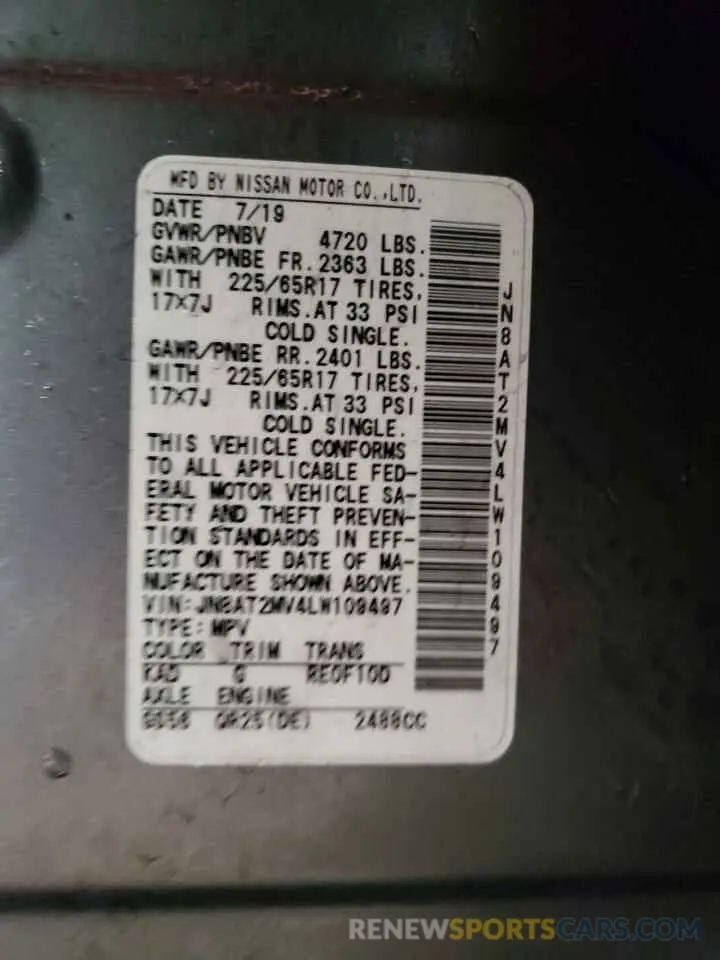 MFD BY NISSAN MOTOR CO.,LTD.
DATE 7/19
GVWR/PNBV 4720 LBS.
GAWR/PNBE FR. 2363 LBS.
WITH 225/65R17 TIRES,
17X7J RIMS. AT 33 PSI
COLD SINGLE.
GAWR/PNBE RR. 2401 LBS.
WITH 225/65R17 TIRES,
17X7J RIMS. AT 33 PSI
COLD SINGLE.
THIS VEHICLE CONFORMS
TO ALL APPLICABLE FED-
ERAL MOTOR VEHICLE SA-
FETY AND THEFT PREVEN-
TION STANDARDS IN EFF-
ECT ON THE DATE OF MA-
NUFACTURE SHOWN ABOVE.
VIN: JN8AT2MV4LW109497
TYPE: MPV
COLOR TRIM TRANS
KAD G RE0F10D
AXLE ENGINE
QR25(DE) 2488CC
JN8AT2MV4LW109497
RENEWSPORTSCARS.COM